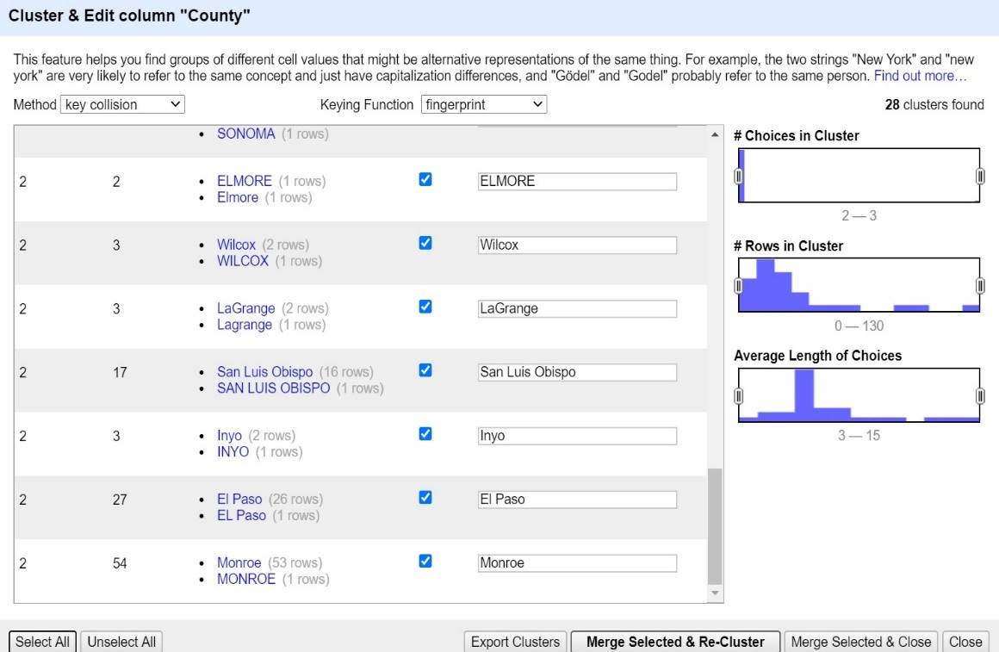 Cluster & Edit column "County"
This feature helps you find groups of different cell values that might be alternative representations of the same thing. For example, the two strings "New York" and "new
york" are very likely to refer to the same concept and just have capitalization differences, and "Gödel" and "Godel" probably refer to the same person. Find out more…
Method key collision Keying Function fingerprint 28 clusters found
• SONOMA (1 rows)
2 2 • ELMORE (1 rows) ELMORE
• Elmore (1 rows)
2 3 • Wilcox (2 rows) Wilcox
• WILCOX (1 rows)
2 3 • LaGrange (2 rows) LaGrange
• Lagrange (1 rows)
2 17 • San Luis Obispo (16 rows) San Luis Obispo
• SAN LUIS OBISPO (1 rows)
2 3 • Inyo (2 rows) Inyo
• INYO (1 rows)
2 27 • El Paso (26 rows) El Paso
• EL Paso (1 rows)
2 54 • Monroe (53 rows) Monroe
• MONROE (1 rows)
# Choices in Cluster
2 — 3
# Rows in Cluster
0 — 130
Average Length of Choices
3 — 15
Select All Unselect All Export Clusters Merge Selected & Re-Cluster Merge Selected & Close Close